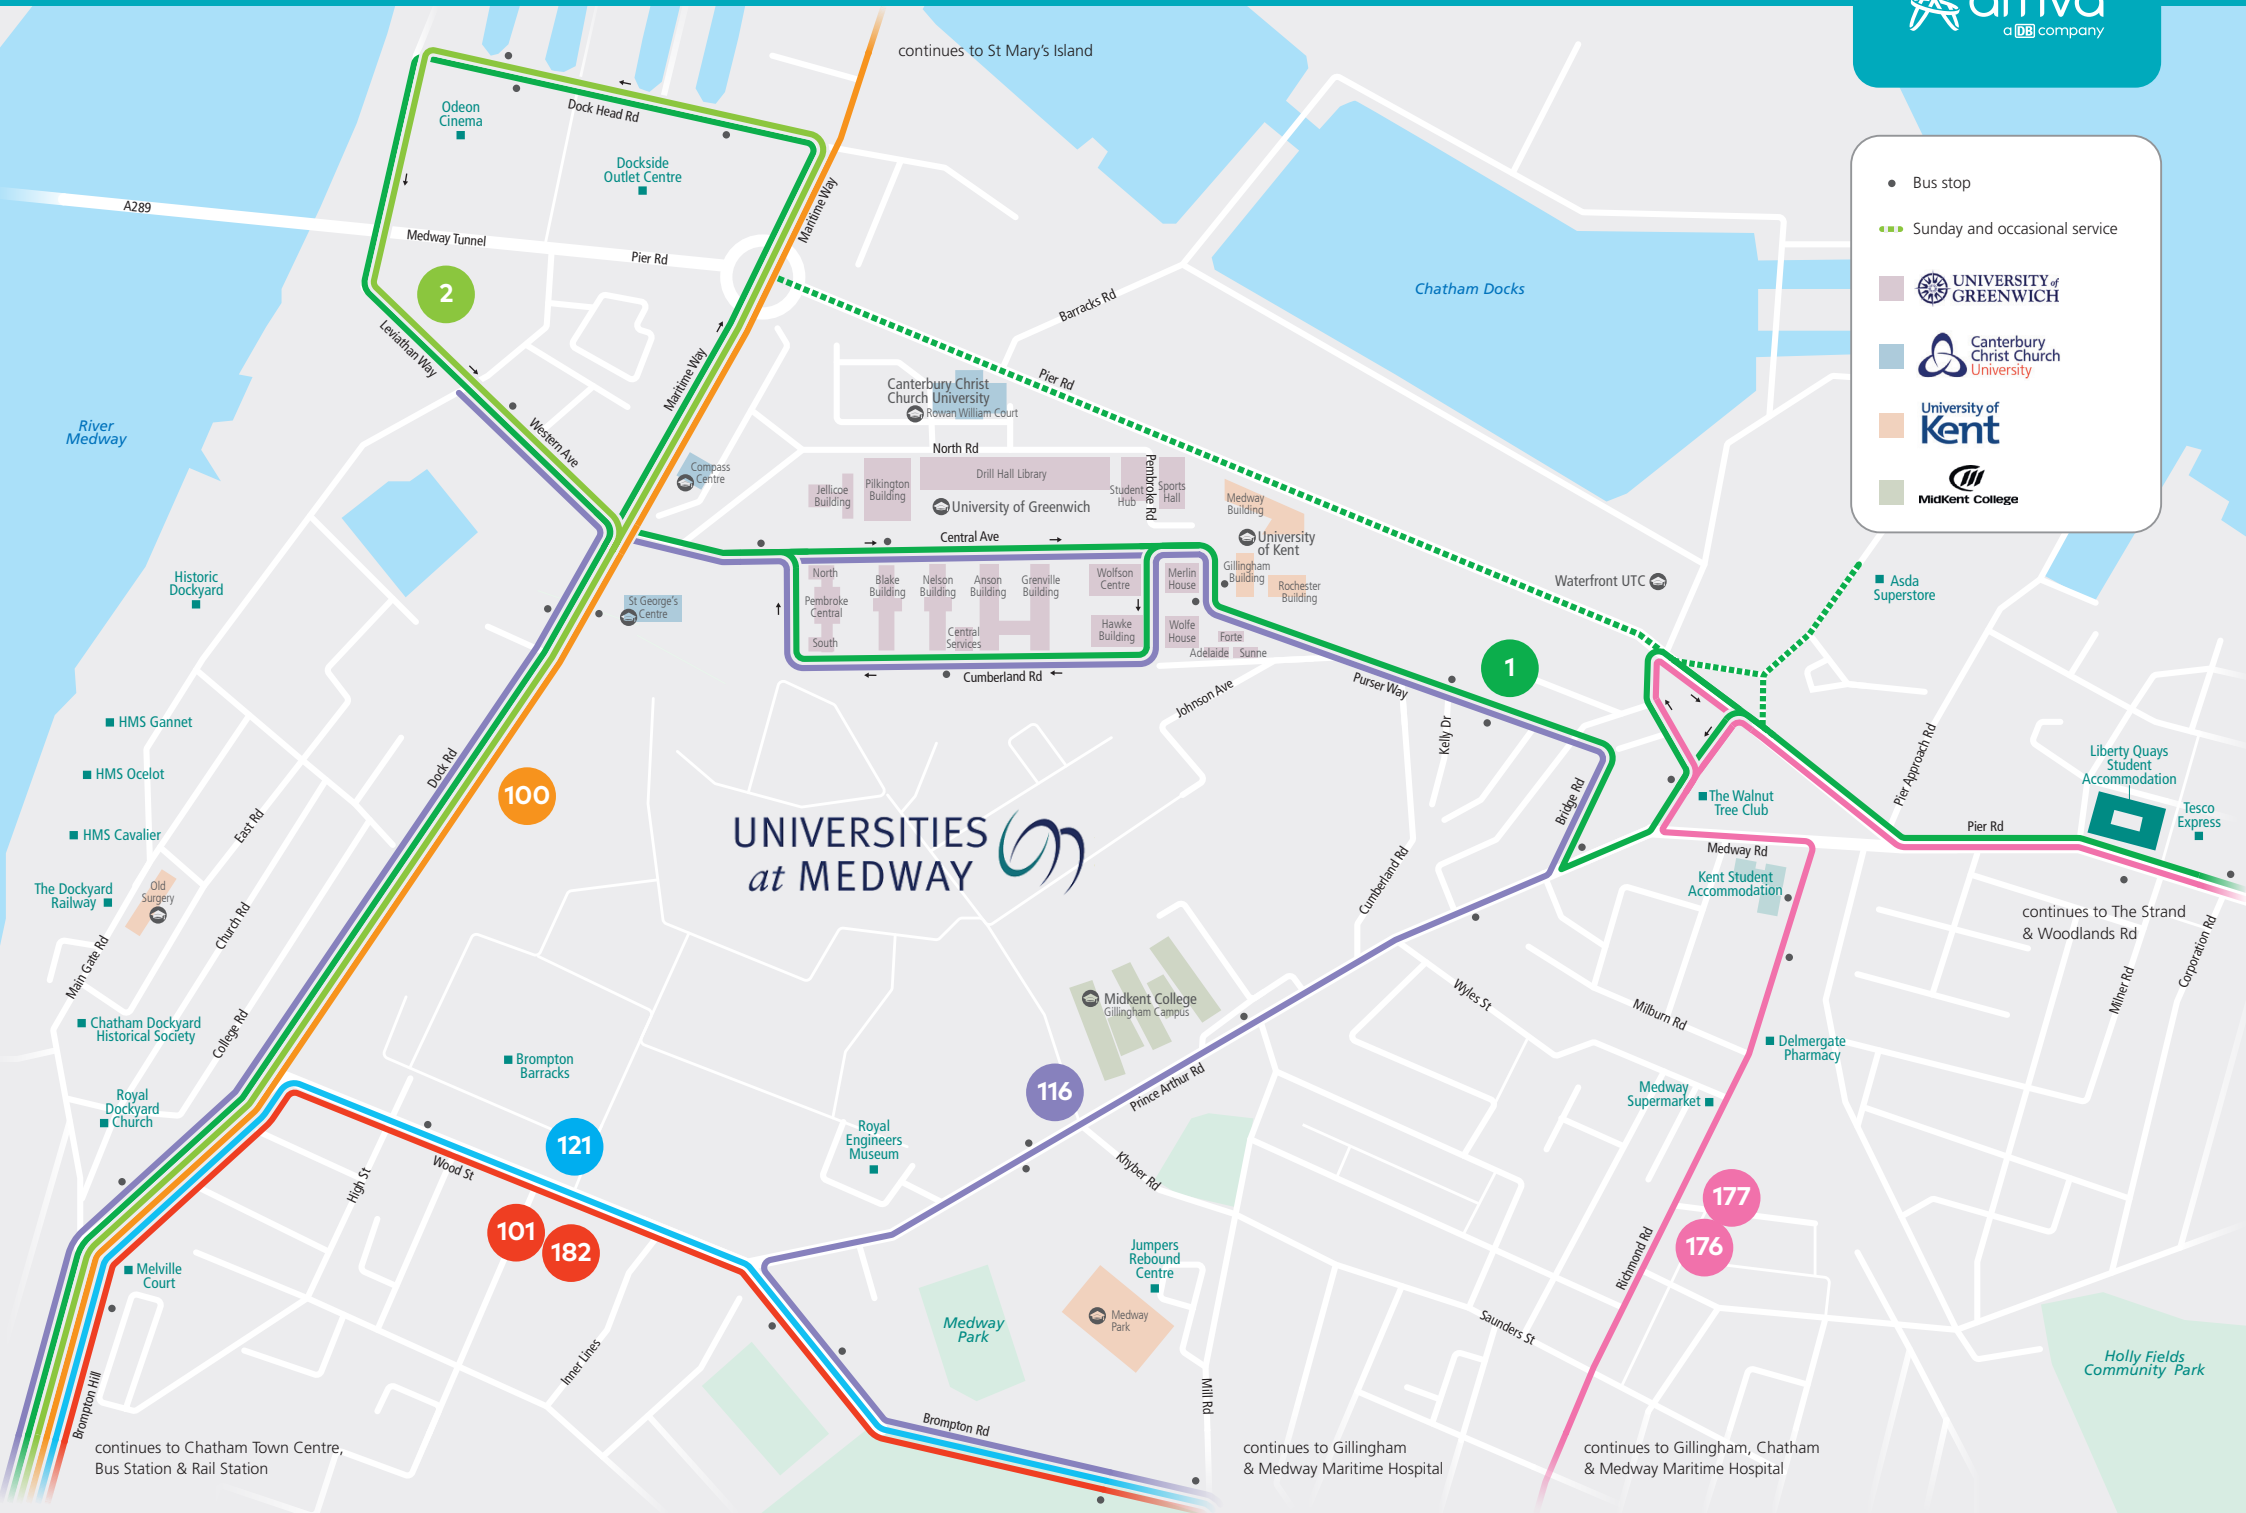 arriva
a DB company
continues to St Mary's Island
Odeon
Cinema
Dock Head Rd
Dockside
Outlet Centre
A289
Medway Tunnel
Pier Rd
Maritime Way
2
Leviathan Way
Maritime Way
Western Ave
Barracks Rd
Chatham Docks
Bus stop
Sunday and occasional service
UNIVERSITY of
GREENWICH
Canterbury
Christ Church
University
University of
Kent
MidKent College
River
Medway
Canterbury Christ
Church University
Rowan William Court
Pier Rd
North Rd
Compass
Centre
Jellicoe
Building
Pilkington
Building
Drill Hall Library
Student
Hub
Pembroke Rd
Sports
Hall
University of Greenwich
Medway
Building
University
of Kent
Central Ave
Gillingham
Building
Rochester
Building
North
Pembroke
Central
South
Blake
Building
Nelson
Building
Anson
Building
Grenville
Building
Central
Services
Wolfson
Centre
Hawke
Building
Merlin
House
Wolfe
House
Forte
Adelaide
Sunne
Cumberland Rd
Historic
Dockyard
St George's
Centre
Waterfront UTC
Asda
Superstore
1
Purser Way
Johnson Ave
Kelly Dr
Bridge Rd
HMS Gannet
HMS Ocelot
HMS Cavalier
Dock Rd
100
East Rd
The Dockyard
Railway
Old
Surgery
Church Rd
Main Gate Rd
College Rd
Chatham Dockyard
Historical Society
Royal
Dockyard
Church
UNIVERSITIES
at MEDWAY
The Walnut
Tree Club
Pier Approach Rd
Liberty Quays
Student
Accommodation
Tesco
Express
Pier Rd
Medway Rd
Kent Student
Accommodation
continues to The Strand
& Woodlands Rd
Corporation Rd
Milner Rd
Cumberland Rd
Wyles St
Milburn Rd
Delmergate
Pharmacy
Medway
Supermarket
Midkent College
Gillingham Campus
Brompton
Barracks
116
Prince Arthur Rd
Khyber Rd
121
Wood St
High St
101
182
Royal
Engineers
Museum
177
176
Richmond Rd
Melville
Court
Jumpers
Rebound
Centre
Medway
Park
Medway
Park
Saunders St
Holly Fields
Community Park
Inner Lines
Mill Rd
Brompton Hill
Brompton Rd
continues to Chatham Town Centre,
Bus Station & Rail Station
continues to Gillingham
& Medway Maritime Hospital
continues to Gillingham, Chatham
& Medway Maritime Hospital